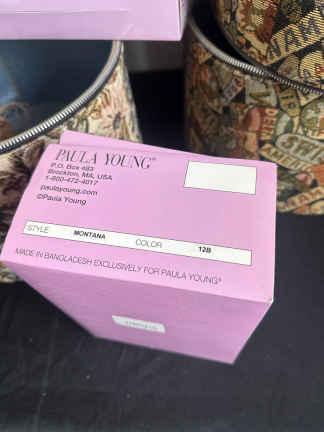 PAULA YOUNG®
P.O. Box 483
Brockton, MA, USA
1-800-472-4017
paulayoung.com
©Paula Young
STYLE MONTANA COLOR 12B
MADE IN BANGLADESH EXCLUSIVELY FOR PAULA YOUNG®